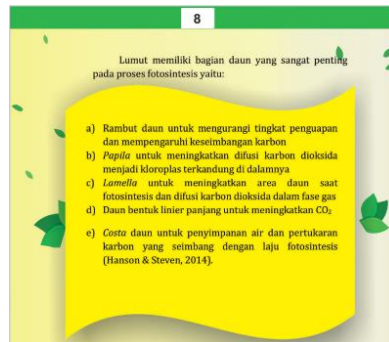 8
Lumut memiliki bagian daun yang sangat penting
pada proses fotosintesis yaitu:
a) Rambut daun untuk mengurangi tingkat penguapan
dan mempengaruhi keseimbangan karbon
b) Papila untuk meningkatkan difusi karbon dioksida
menjadi kloroplas terkandung di dalamnya
c) Lamella untuk meningkatkan area daun saat
fotosintesis dan difusi karbon dioksida dalam fase gas
d) Daun bentuk linier panjang untuk meningkatkan CO₂
e) Costa daun untuk penyimpanan air dan pertukaran
karbon yang seimbang dengan laju fotosintesis
(Hanson & Steven, 2014).